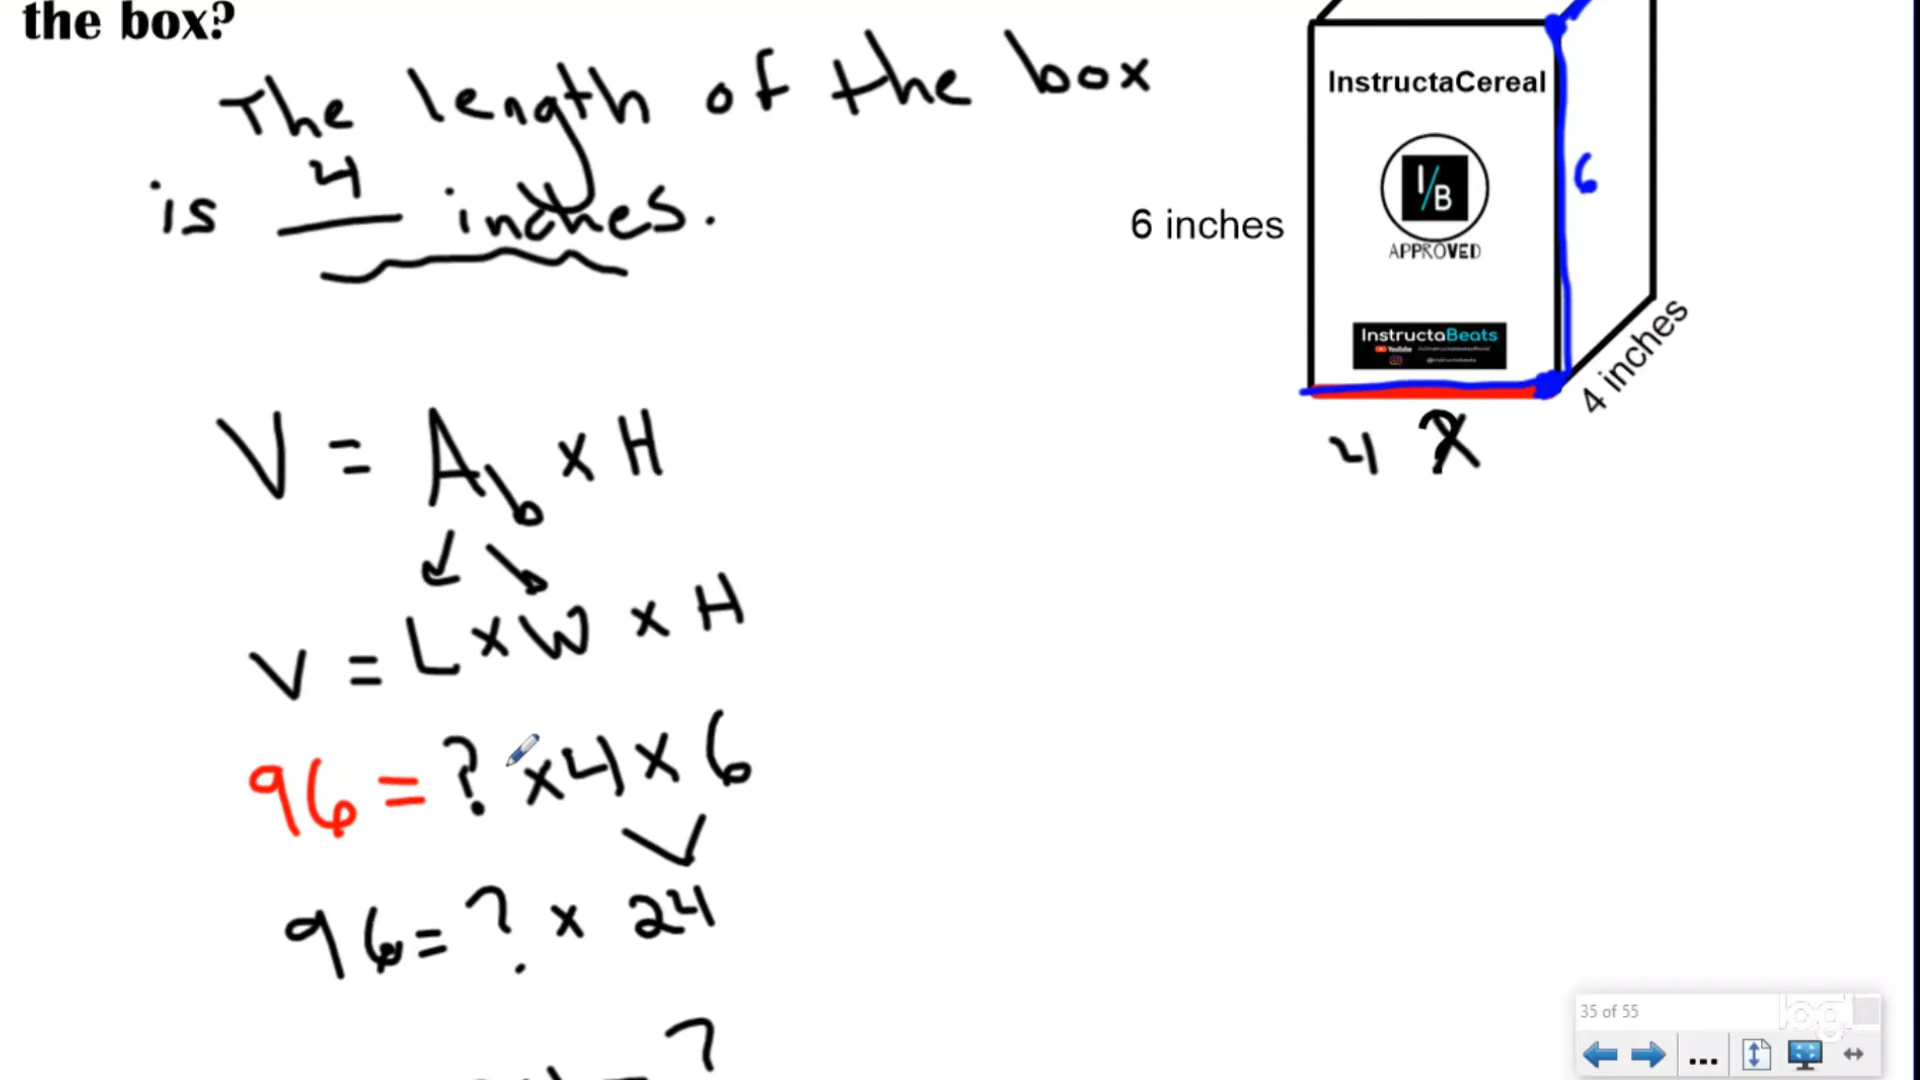 the box?
The length of the box
is 4 inches.
InstructaCereal
I/B
APPROVED
6 inches
6
InstructaBeats
YouTube
4 inches
4 ?
V = Ab x H
V = L x W x H
96 = ? x 4 x 6
96 = ? x 24
?
35 of 55